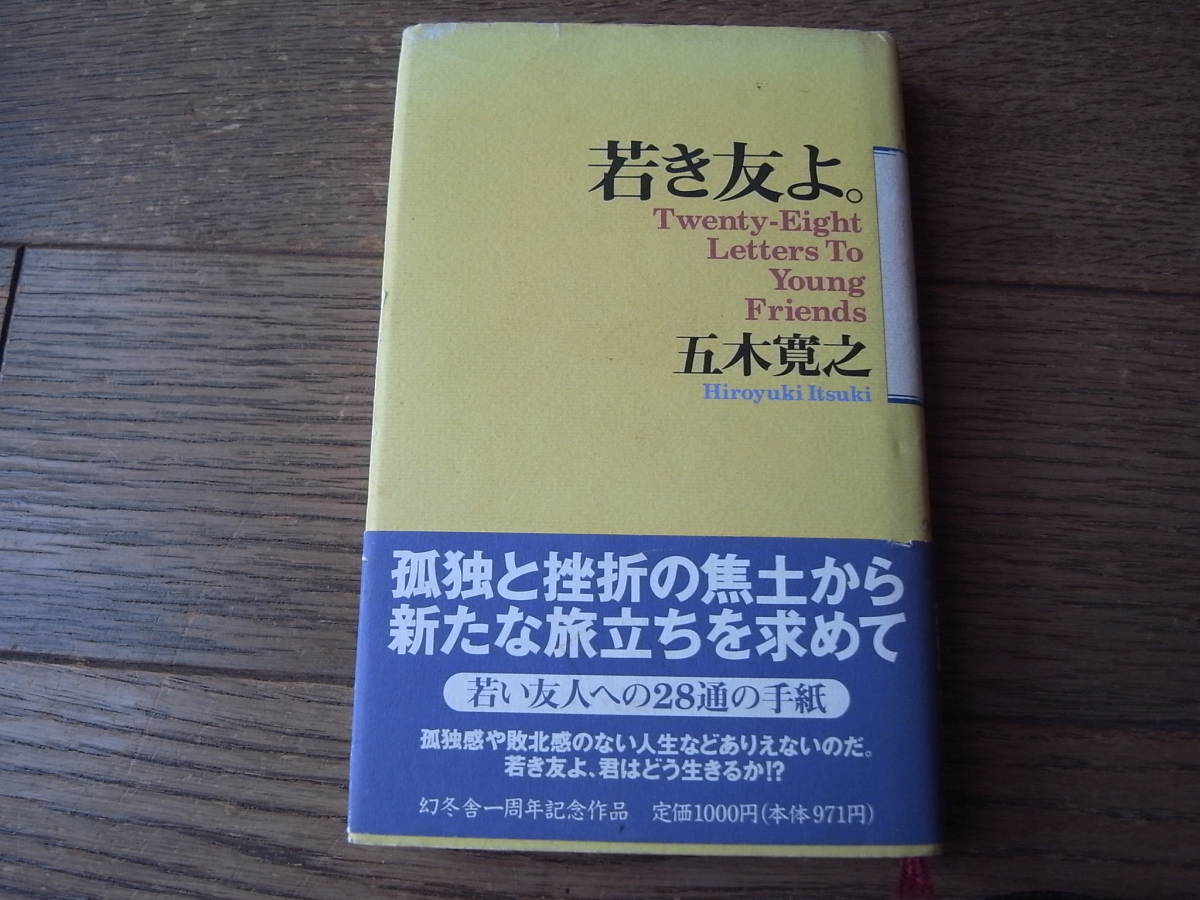 若き友よ。
Twenty-Eight
Letters To
Young
Friends
五木寛之
Hiroyuki Itsuki
孤独と挫折の焦土から
新たな旅立ちを求めて
若い友人への28通の手紙
孤独感や敗北感のない人生などありえないのだ。
若き友よ、君はどう生きるか!?
幻冬舎一周年記念作品 定価1000円(本体971円)